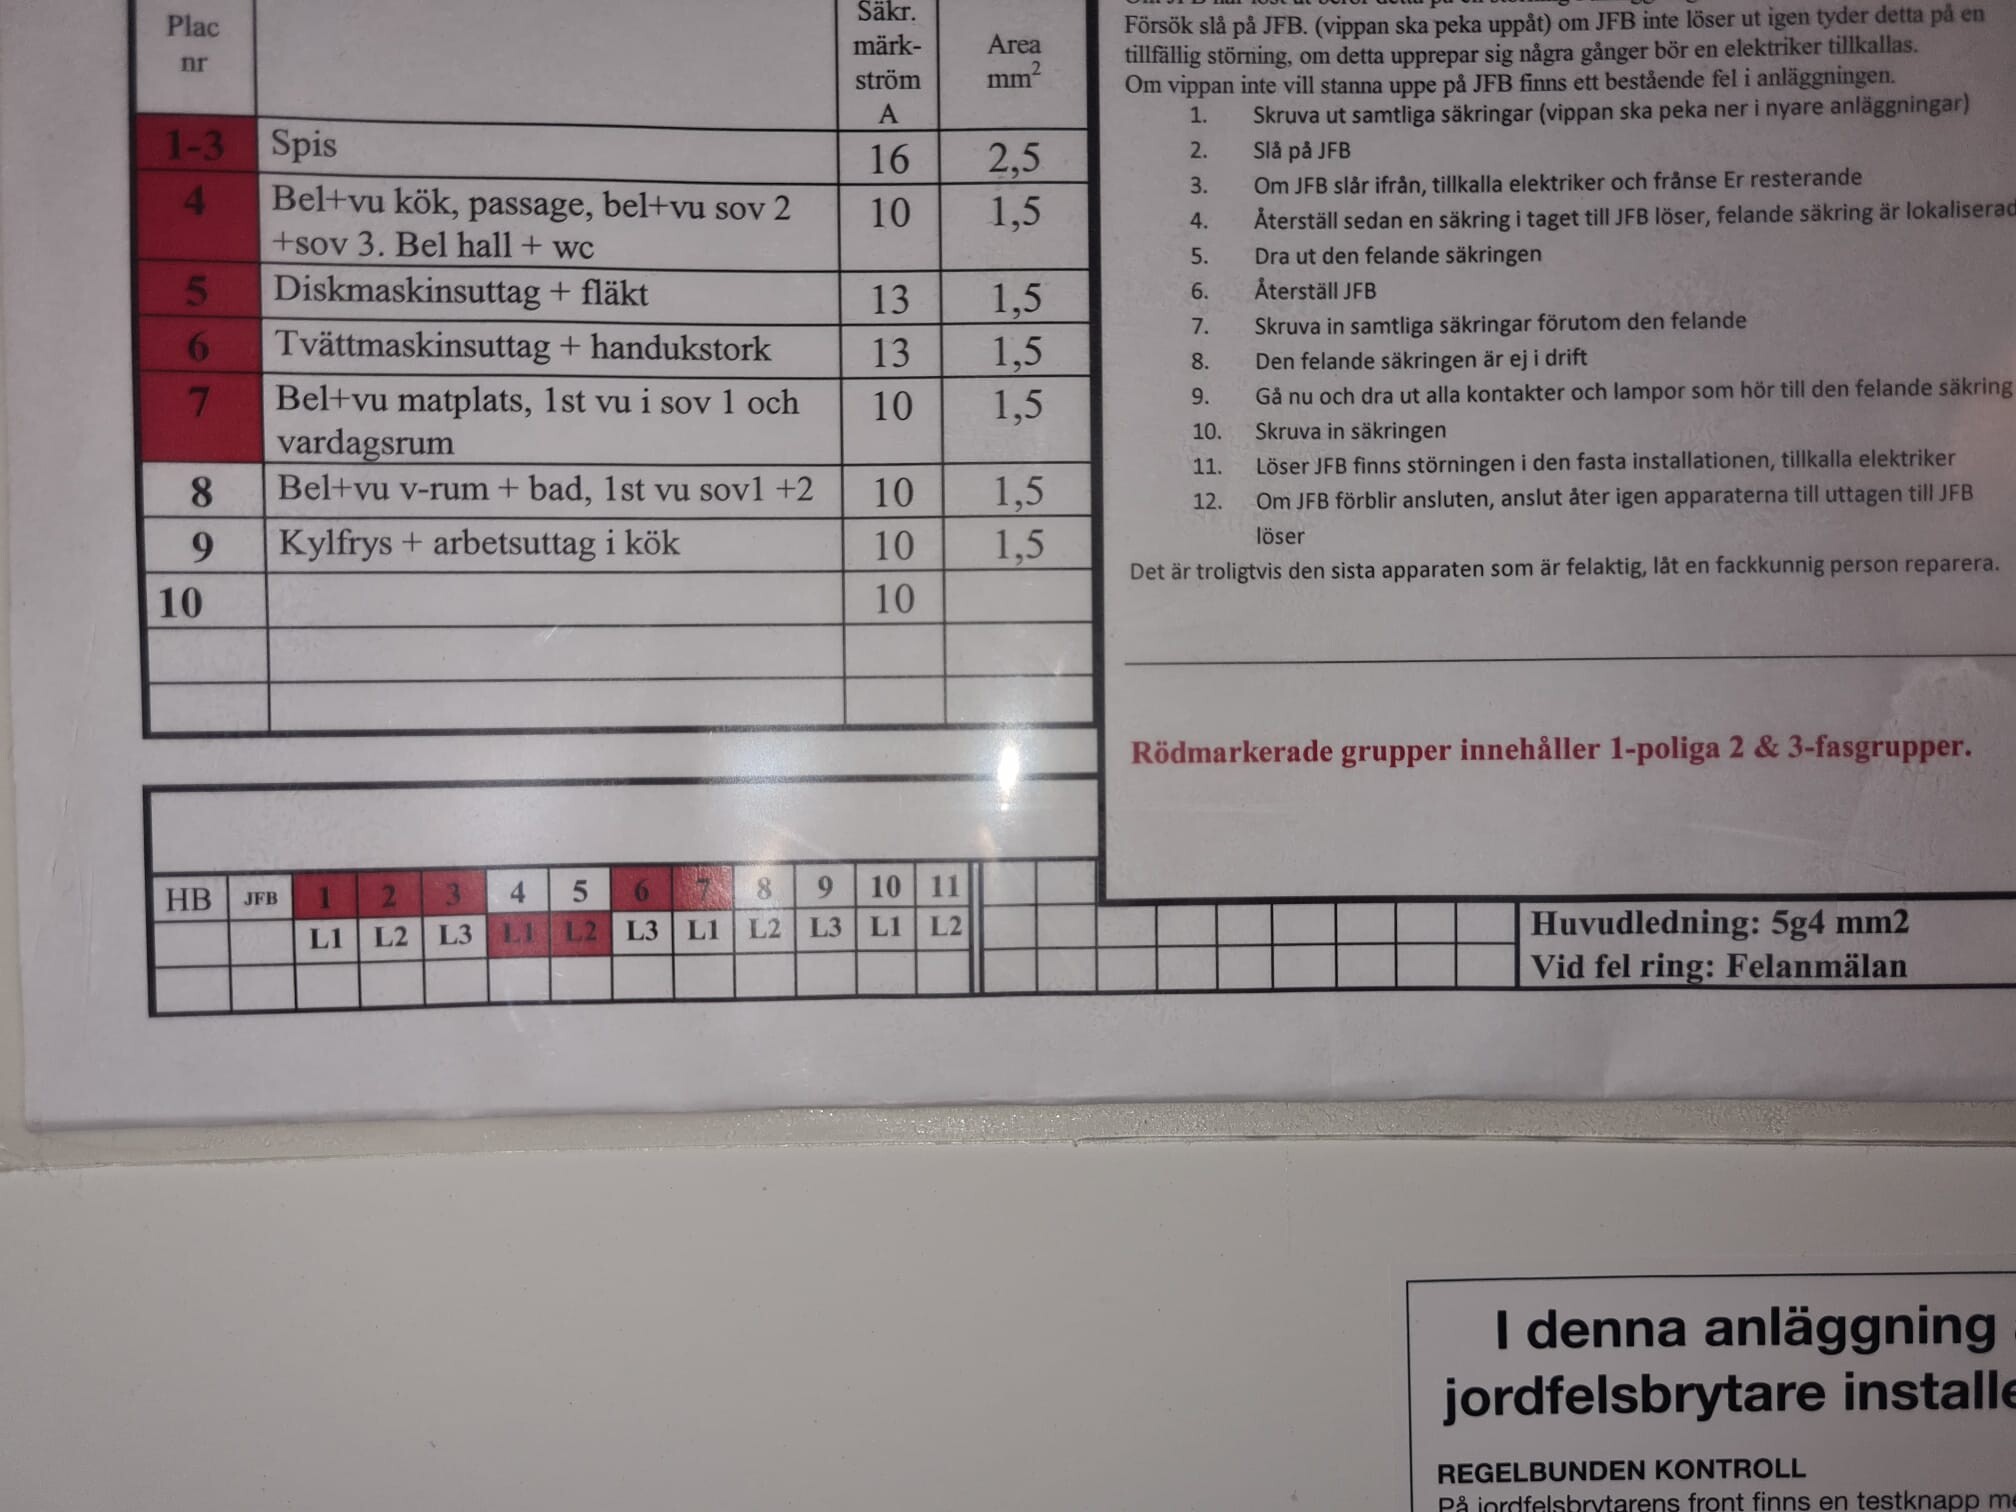 Plac
nr
Säkr.
märk-
ström
A
Area
mm²
1-3 Spis 16 2,5
4 Bel+vu kök, passage, bel+vu sov 2 10 1,5
+sov 3. Bel hall + wc
5 Diskmaskinsuttag + fläkt 13 1,5
6 Tvättmaskinsuttag + handukstork 13 1,5
7 Bel+vu matplats, 1st vu i sov 1 och 10 1,5
vardagsrum
8 Bel+vu v-rum + bad, 1st vu sov1 +2 10 1,5
9 Kylfrys + arbetsuttag i kök 10 1,5
10 10
Försök slå på JFB. (vippan ska peka uppåt) om JFB inte löser ut igen tyder detta på en
tillfällig störning, om detta upprepar sig några gånger bör en elektriker tillkallas.
Om vippan inte vill stanna uppe på JFB finns ett bestående fel i anläggningen.
1. Skruva ut samtliga säkringar (vippan ska peka ner i nyare anläggningar)
2. Slå på JFB
3. Om JFB slår ifrån, tillkalla elektriker och frånse Er resterande
4. Återställ sedan en säkring i taget till JFB löser, felande säkring är lokaliserad
5. Dra ut den felande säkringen
6. Återställ JFB
7. Skruva in samtliga säkringar förutom den felande
8. Den felande säkringen är ej i drift
9. Gå nu och dra ut alla kontakter och lampor som hör till den felande säkring
10. Skruva in säkringen
11. Löser JFB finns störningen i den fasta installationen, tillkalla elektriker
12. Om JFB förblir ansluten, anslut åter igen apparaterna till uttagen till JFB
löser
Det är troligtvis den sista apparaten som är felaktig, låt en fackkunnig person reparera.
Rödmarkerade grupper innehåller 1-poliga 2 & 3-fasgrupper.
HB JFB 1 2 3 4 5 6 7 8 9 10 11
L1 L2 L3 L1 L2 L3 L1 L2 L3 L1 L2
Huvudledning: 5g4 mm2
Vid fel ring: Felanmälan
I denna anläggning
jordfelsbrytare installe
REGELBUNDEN KONTROLL
På jordfelsbrytarens front finns en testknapp